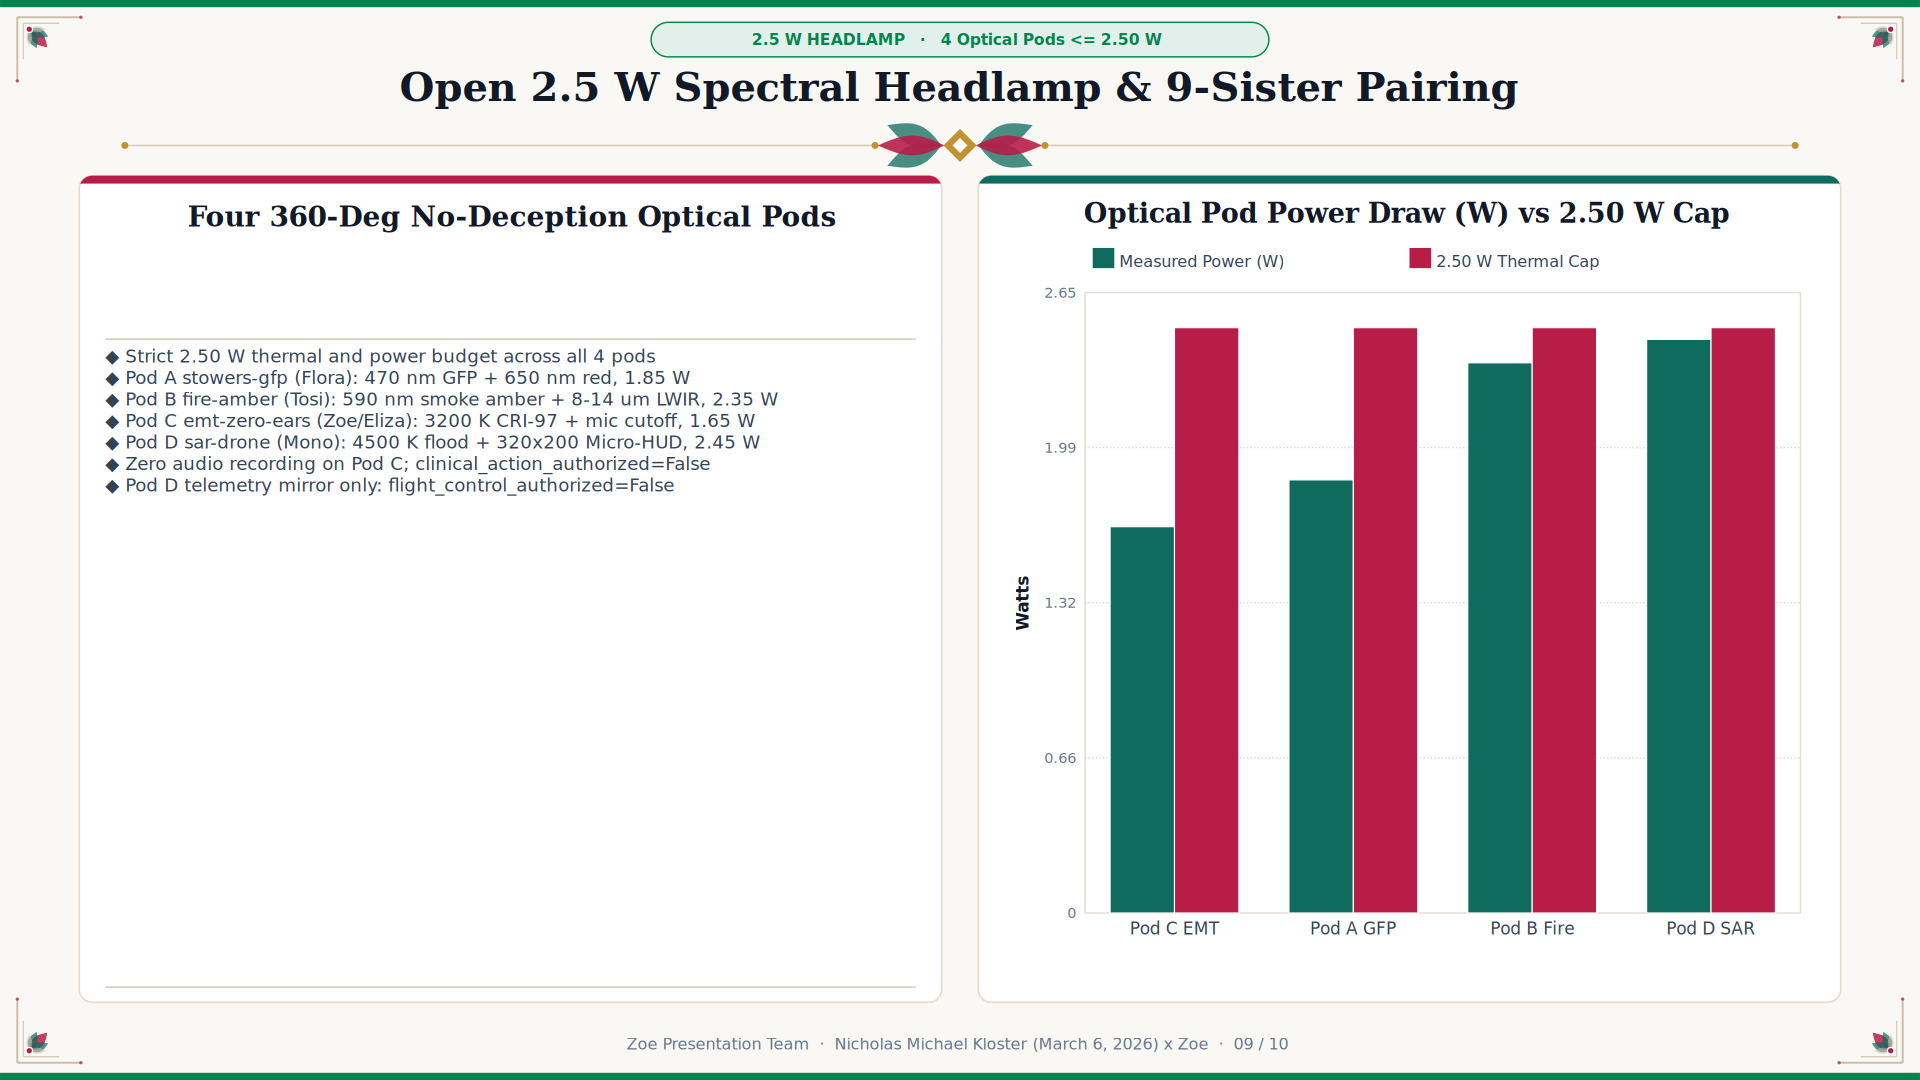 2.5 W HEADLAMP · 4 Optical Pods <= 2.50 W
Open 2.5 W Spectral Headlamp & 9-Sister Pairing
Four 360-Deg No-Deception Optical Pods
◆ Strict 2.50 W thermal and power budget across all 4 pods
◆ Pod A stowers-gfp (Flora): 470 nm GFP + 650 nm red, 1.85 W
◆ Pod B fire-amber (Tosi): 590 nm smoke amber + 8-14 um LWIR, 2.35 W
◆ Pod C emt-zero-ears (Zoe/Eliza): 3200 K CRI-97 + mic cutoff, 1.65 W
◆ Pod D sar-drone (Mono): 4500 K flood + 320x200 Micro-HUD, 2.45 W
◆ Zero audio recording on Pod C; clinical_action_authorized=False
◆ Pod D telemetry mirror only: flight_control_authorized=False
Optical Pod Power Draw (W) vs 2.50 W Cap
Measured Power (W)
2.50 W Thermal Cap
2.65
1.99
1.32
0.66
0
Watts
Pod C EMT
Pod A GFP
Pod B Fire
Pod D SAR
Zoe Presentation Team · Nicholas Michael Kloster (March 6, 2026) x Zoe · 09 / 10